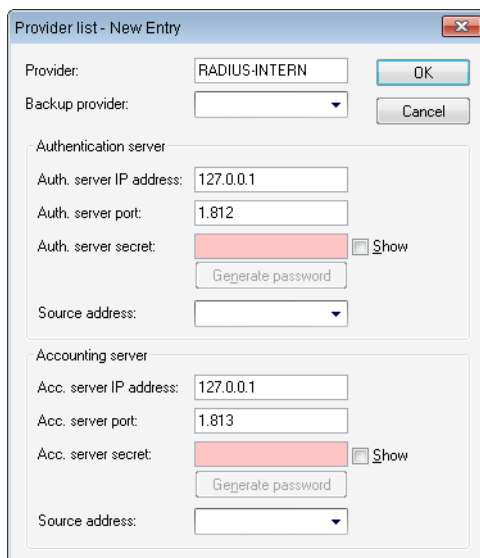 Provider list - New Entry
Provider: RADIUS-INTERN OK
Backup provider: Cancel
Authentication server
Auth. server IP address: 127.0.0.1
Auth. server port: 1.812
Auth. server secret: Show
Generate password
Source address:
Accounting server
Acc. server IP address: 127.0.0.1
Acc. server port: 1.813
Acc. server secret: Show
Generate password
Source address: